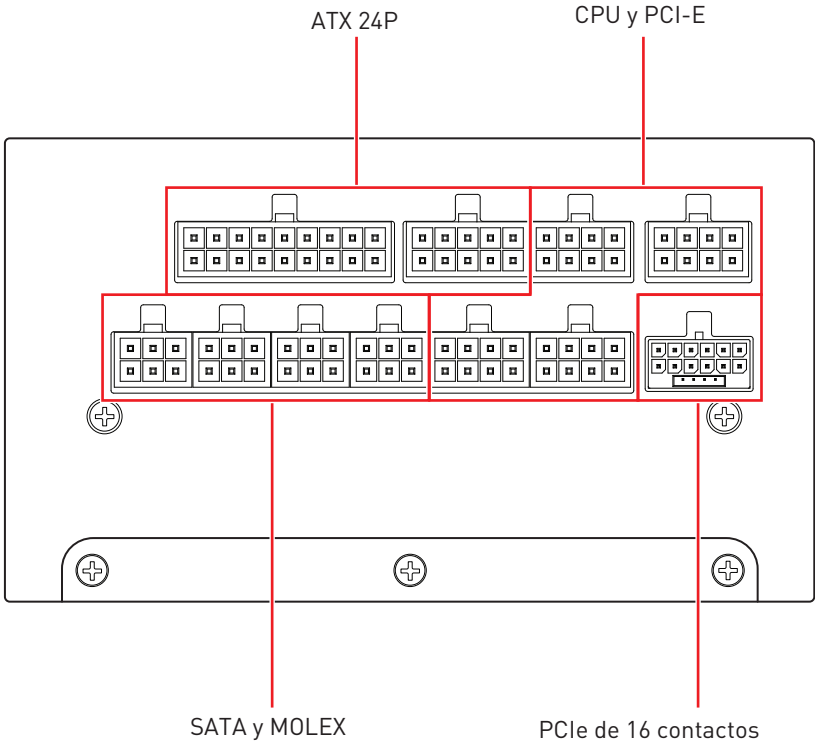 ATX 24P
CPU y PCI-E
SATA y MOLEX
PCIe de 16 contactos